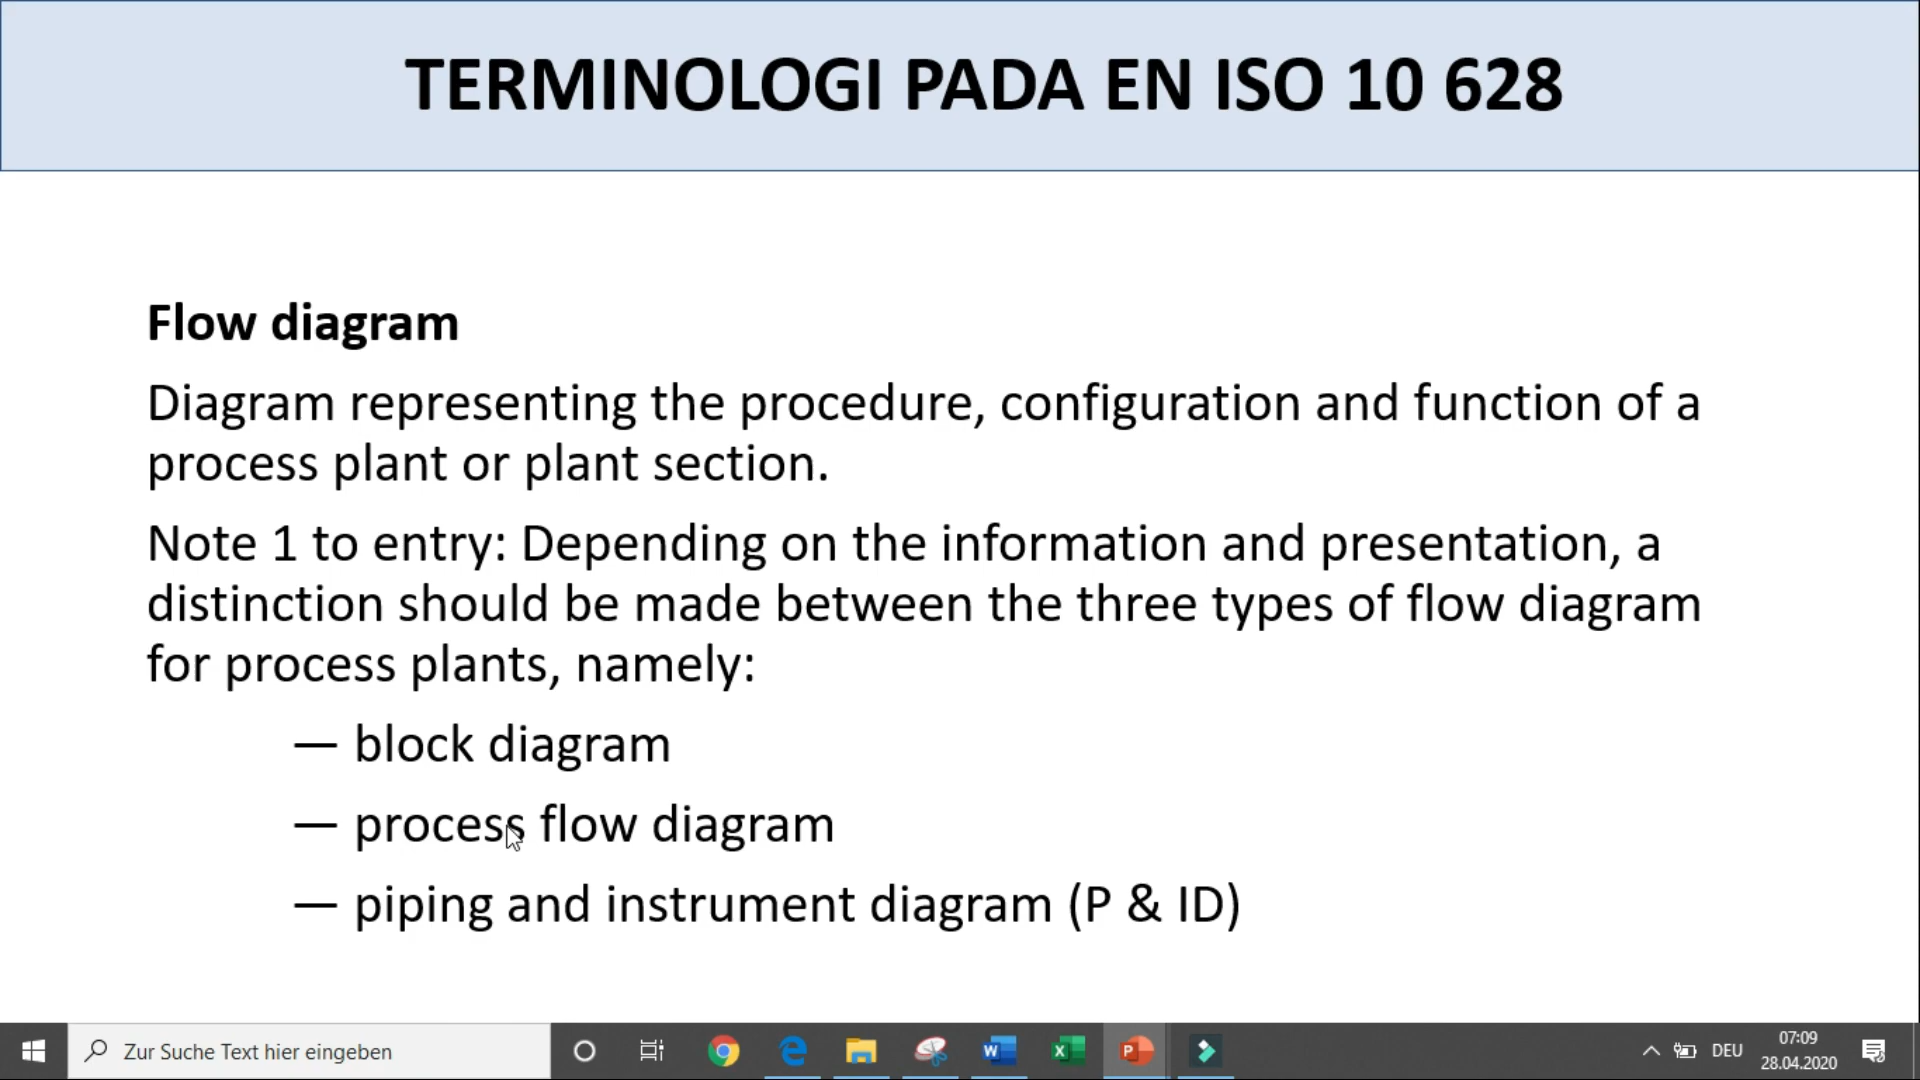 TERMINOLOGI PADA EN ISO 10 628
Flow diagram
Diagram representing the procedure, configuration and function of a
process plant or plant section.
Note 1 to entry: Depending on the information and presentation, a
distinction should be made between the three types of flow diagram
for process plants, namely:
— block diagram
— process flow diagram
— piping and instrument diagram (P & ID)
Zur Suche Text hier eingeben
DEU
07:09
28.04.2020